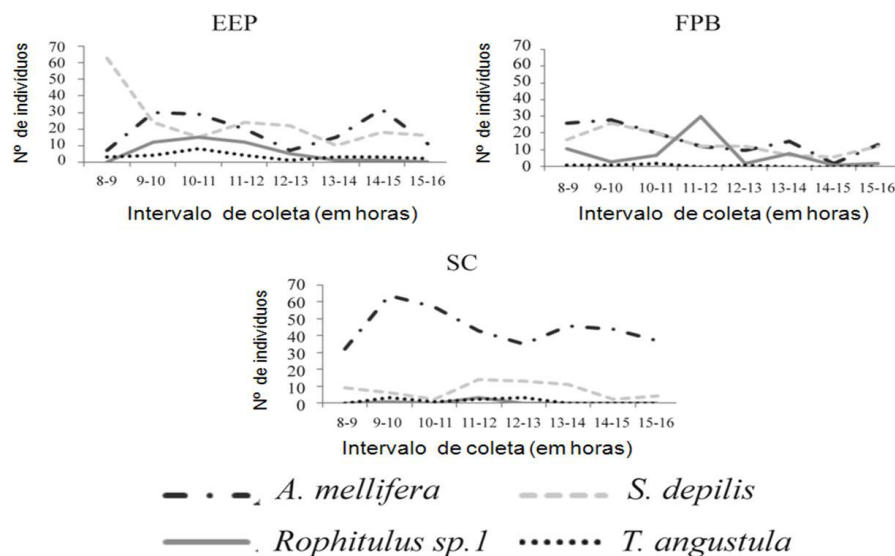 EEP
Nº de indivíduos
70
60
50
40
30
20
10
0
8-9 9-10 10-11 11-12 12-13 13-14 14-15 15-16
Intervalo de coleta (em horas)
FPB
Nº de indivíduos
70
60
50
40
30
20
10
0
8-9 9-10 10-11 11-12 12-13 13-14 14-15 15-16
Intervalo de coleta (em horas)
SC
Nº de indivíduos
70
60
50
40
30
20
10
0
8-9 9-10 10-11 11-12 12-13 13-14 14-15 15-16
Intervalo de coleta (em horas)
A. mellifera
S. depilis
Rophitulus sp.1
T. angustula